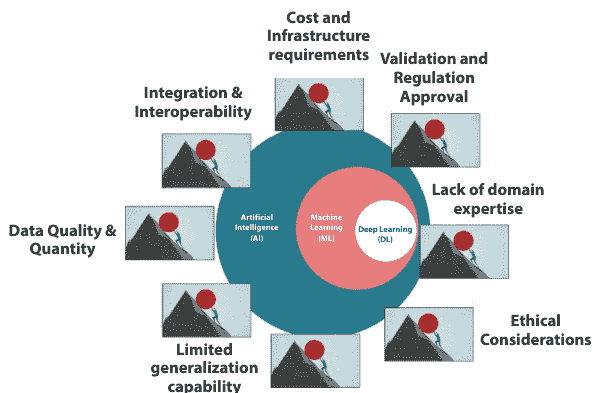 Cost and
Infrastructure
requirements
Validation and
Regulation
Approval
Integration &
Interoperability
Lack of domain
expertise
Artificial
Intelligence
(AI)
Machine
Learning
(ML)
Deep Learning
(DL)
Data Quality &
Quantity
Ethical
Considerations
Limited
generalization
capability